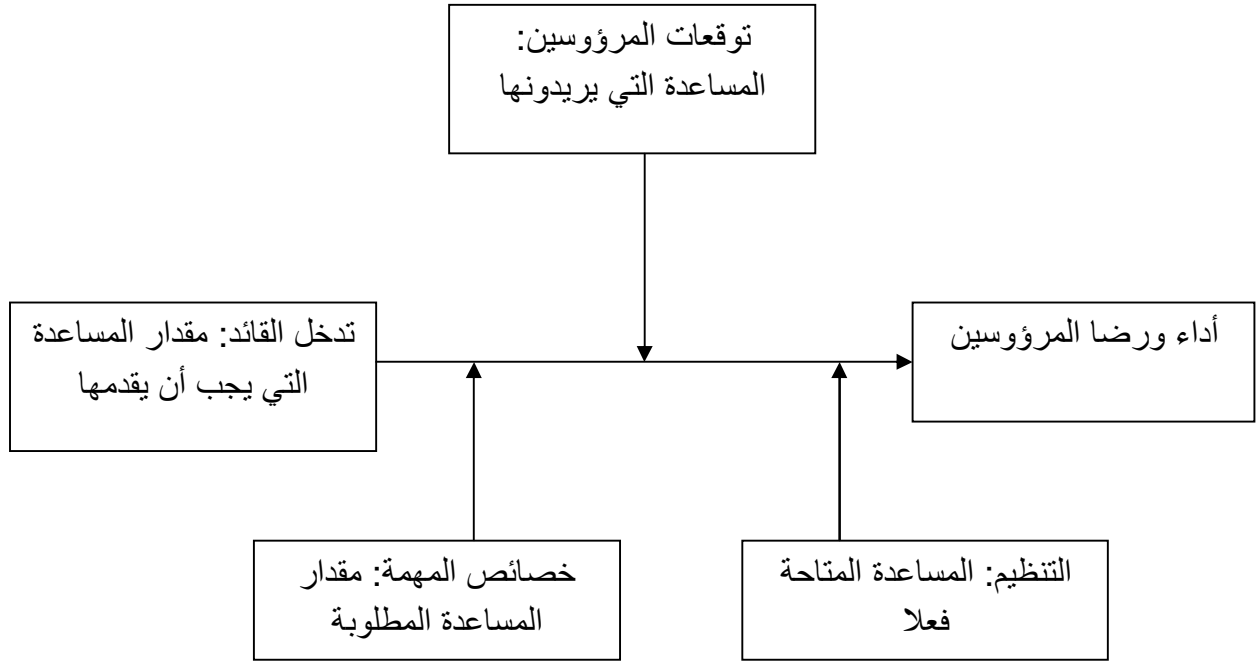 توقعات المرؤوسين:
المساعدة التي يريدونها
أداء ورضا المرؤوسين
تدخل القائد: مقدار المساعدة
التي يجب أن يقدمها
التنظيم: المساعدة المتاحة
فعلا
خصائص المهمة: مقدار
المساعدة المطلوبة